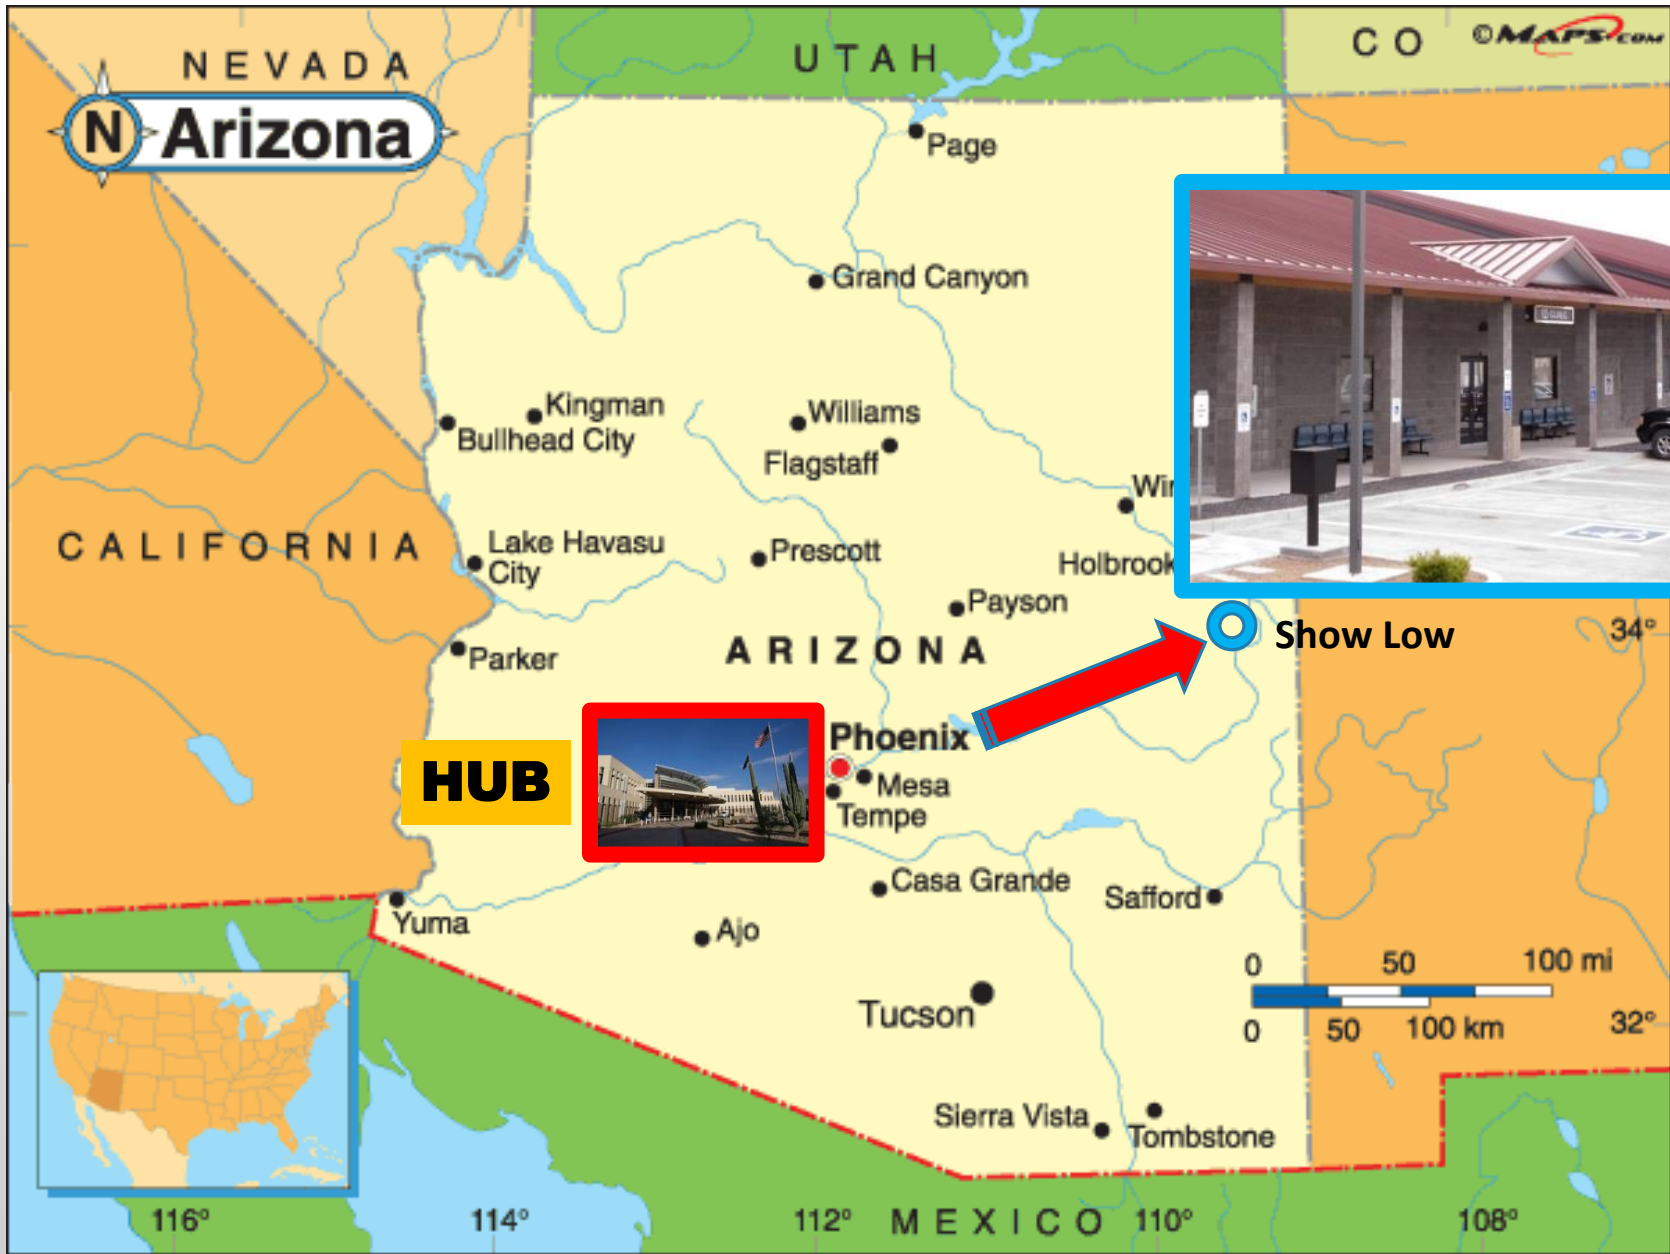 NEVADA
UTAH
CO
©MAPS.COM
N
Arizona
Page
Grand Canyon
Kingman
Bullhead City
Williams
Flagstaff
Win
CALIFORNIA
Lake Havasu
City
Prescott
Holbrook
Payson
Parker
ARIZONA
Show Low
34°
HUB
Phoenix
Mesa
Tempe
Casa Grande
Safford
Yuma
Ajo
0 50 100 mi
0 50 100 km
32°
Tucson
Sierra Vista
Tombstone
116° 114° 112° MEXICO 110° 108°